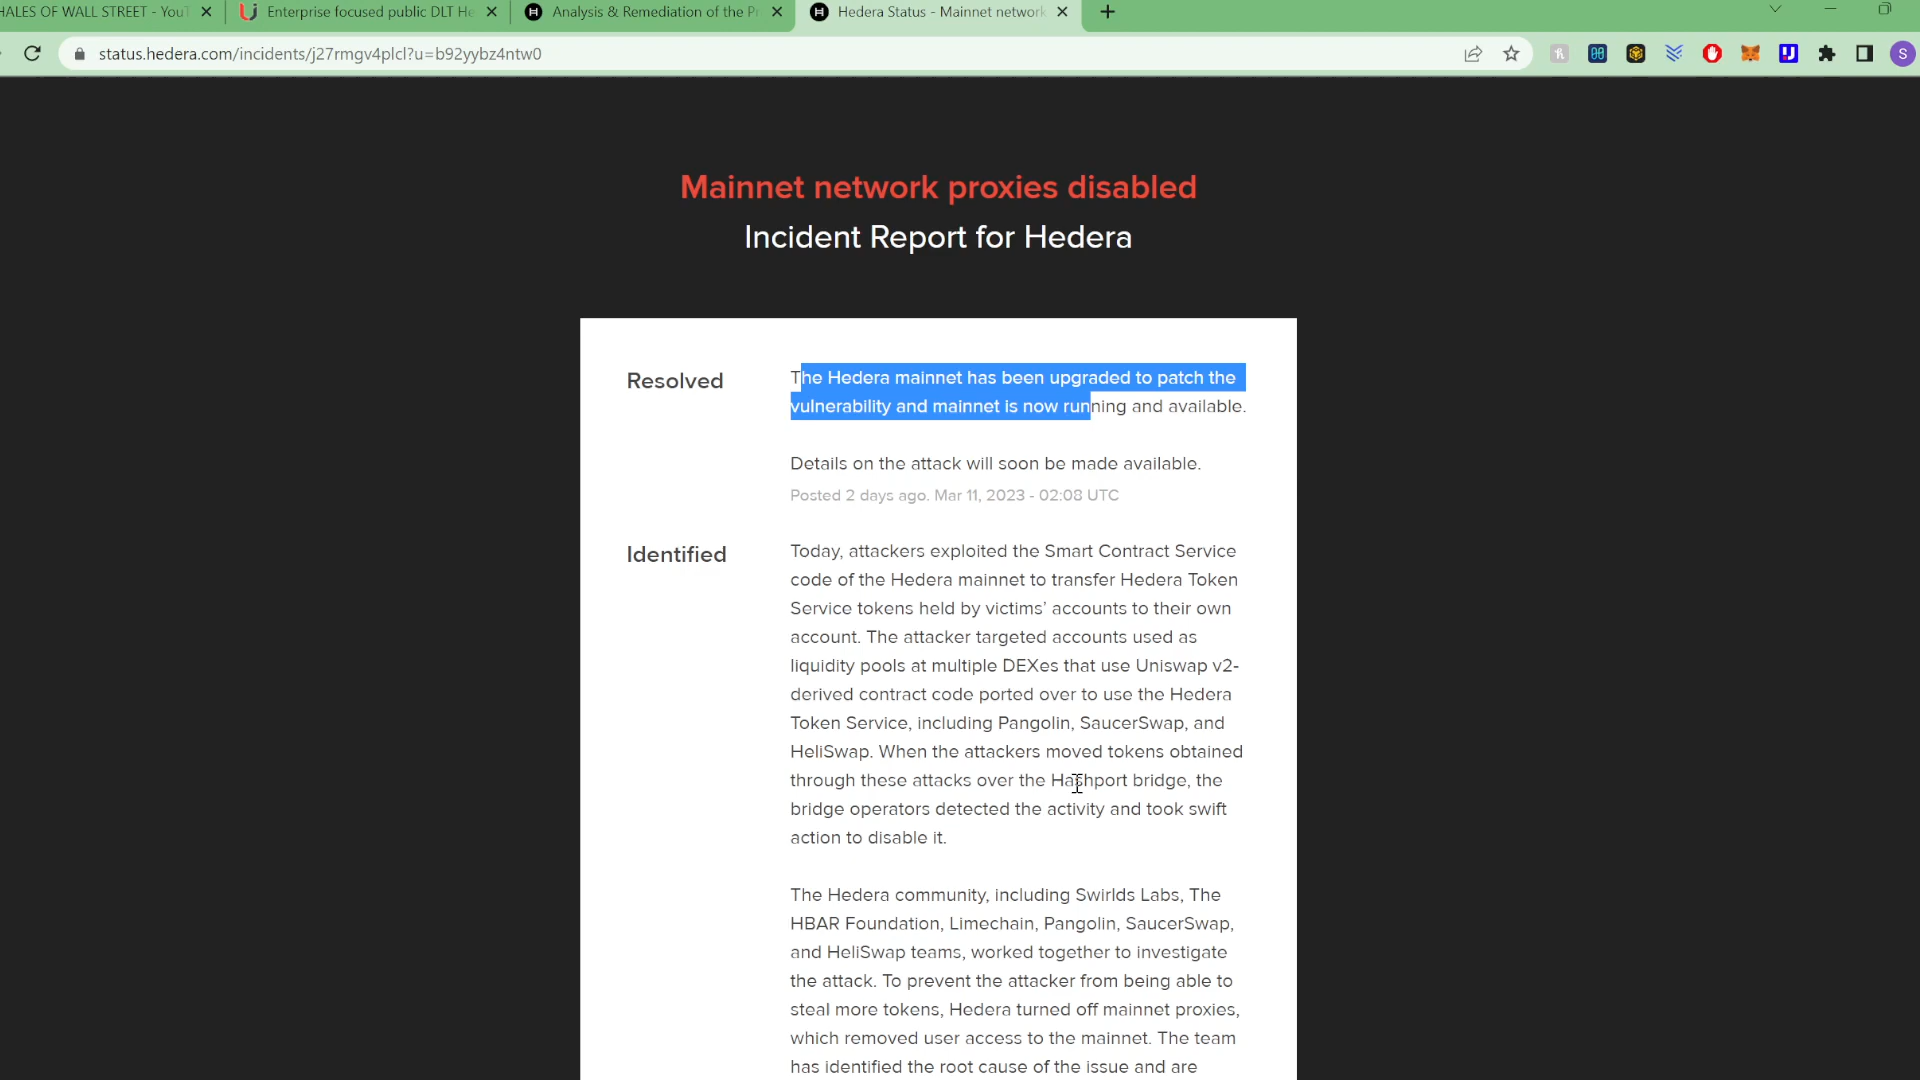 HALES OF WALL STREET - YouT
Enterprise focused public DLT He
Analysis & Remediation of the Pr
Hedera Status - Mainnet network
status.hedera.com/incidents/j27rmgv4plcl?u=b92yybz4ntw0
S
Mainnet network proxies disabled
Incident Report for Hedera
Resolved
The Hedera mainnet has been upgraded to patch the
vulnerability and mainnet is now running and available.
Details on the attack will soon be made available.
Posted 2 days ago. Mar 11, 2023 - 02:08 UTC
Identified
Today, attackers exploited the Smart Contract Service
code of the Hedera mainnet to transfer Hedera Token
Service tokens held by victims’ accounts to their own
account. The attacker targeted accounts used as
liquidity pools at multiple DEXes that use Uniswap v2-
derived contract code ported over to use the Hedera
Token Service, including Pangolin, SaucerSwap, and
HeliSwap. When the attackers moved tokens obtained
through these attacks over the Hashport bridge, the
bridge operators detected the activity and took swift
action to disable it.
The Hedera community, including Swirlds Labs, The
HBAR Foundation, Limechain, Pangolin, SaucerSwap,
and HeliSwap teams, worked together to investigate
the attack. To prevent the attacker from being able to
steal more tokens, Hedera turned off mainnet proxies,
which removed user access to the mainnet. The team
has identified the root cause of the issue and are